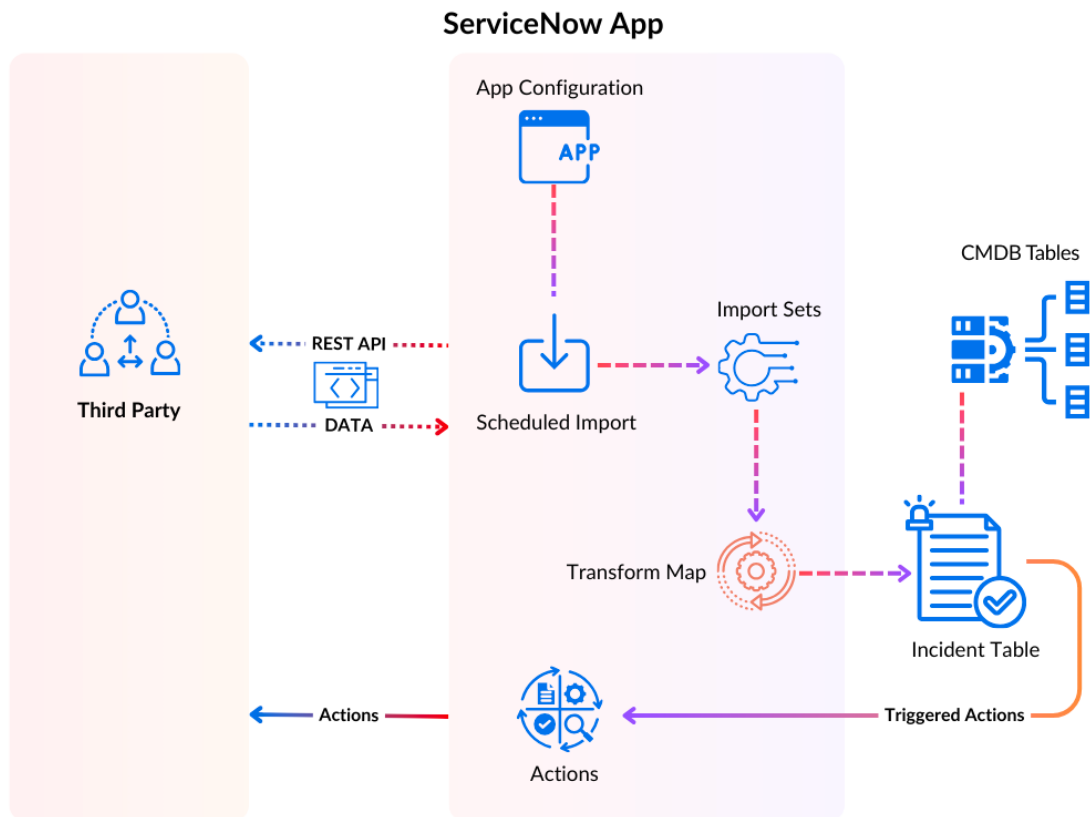 ServiceNow App
App Configuration
APP
CMDB Tables
Import Sets
REST API
Third Party
DATA
Scheduled Import
Transform Map
Incident Table
Actions
Triggered Actions
Actions